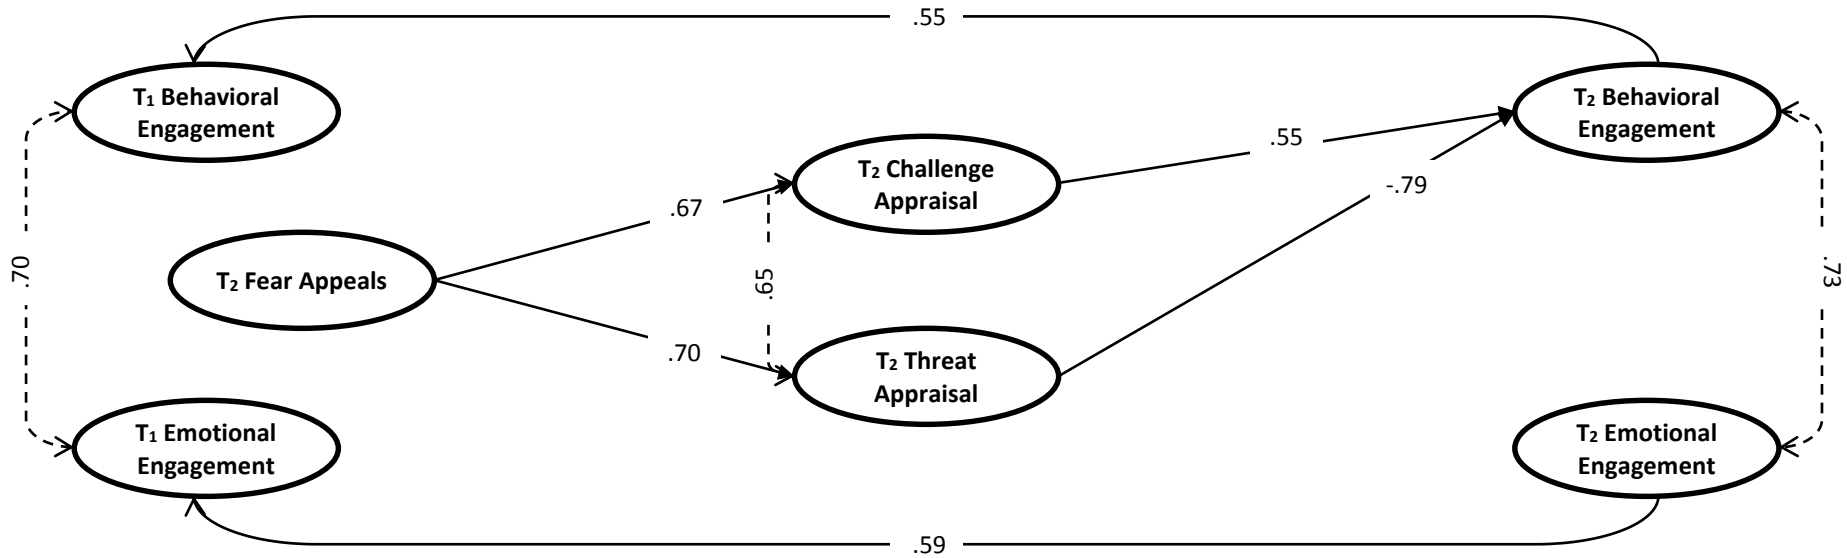 .55
T₁ Behavioral
Engagement
T₂ Behavioral
Engagement
.55
T₂ Challenge
Appraisal
-.79
.67
.70
T₂ Fear Appeals
.65
.73
.70
T₂ Threat
Appraisal
T₁ Emotional
Engagement
T₂ Emotional
Engagement
.59